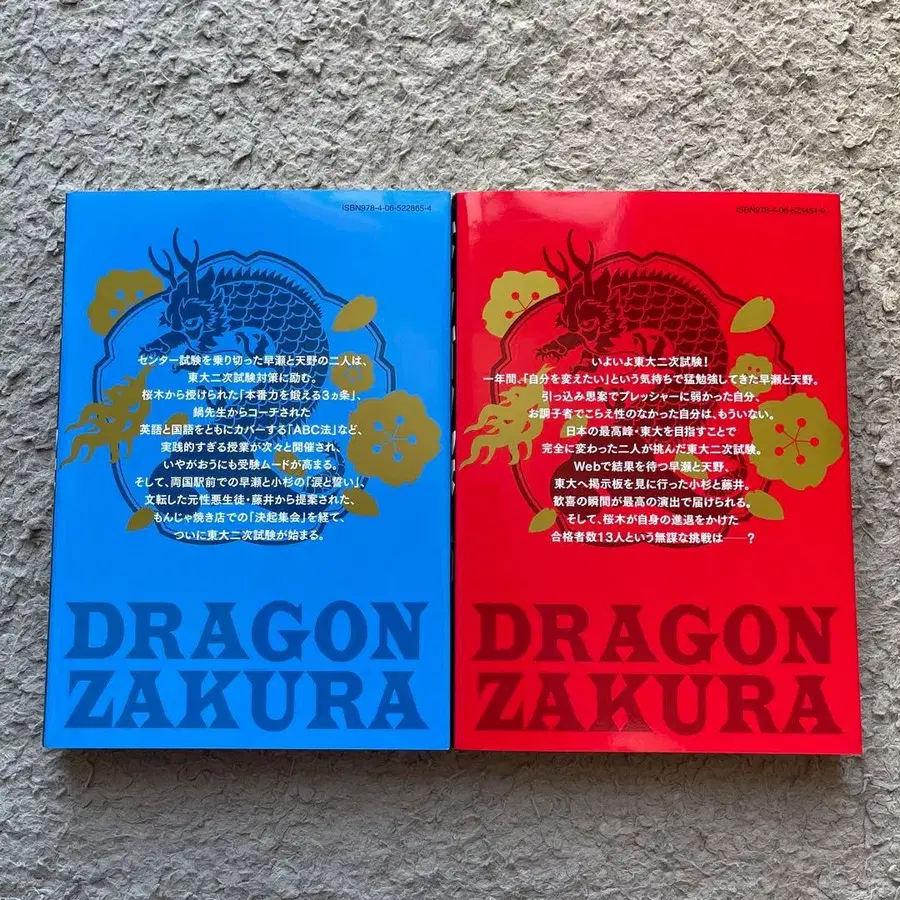 ISBN978-4-06-522865-4
センター試験を乗り切った早瀬と天野の二人は、
東大二次試験対策に励む。
桜木から授けられた「本番力を鍛える3ヵ条」、
鍋先生からコーチされた
英語と国語をともにカバーする「ABC法」など、
実践的すぎる授業が次々と開催され、
いやがおうにも受験ムードが高まる。
そして、両国駅前での早瀬と小杉の「涙と誓い」、
文転した元性悪生徒・藤井から提案された、
もんじゃ焼き店での「決起集会」を経て、
ついに東大二次試験が始まる。
DRAGON
ZAKURA
いよいよ東大二次試験!
一年間、「自分を変えたい」という気持ちで猛勉強してきた早瀬と天野。
引っ込み思案でプレッシャーに弱かった自分、
お調子者でこらえ性のなかった自分は、もういない。
日本の最高峰・東大を目指すことで
完全に変わった二人が挑んだ東大二次試験。
Webで結果を待つ早瀬と天野、
東大へ掲示板を見に行った小杉と藤井。
歓喜の瞬間が最高の演出で届けられる。
そして、桜木が自身の進退をかけた
合格者数13人という無謀な挑戦は──?
DRAGON
ZAKURA